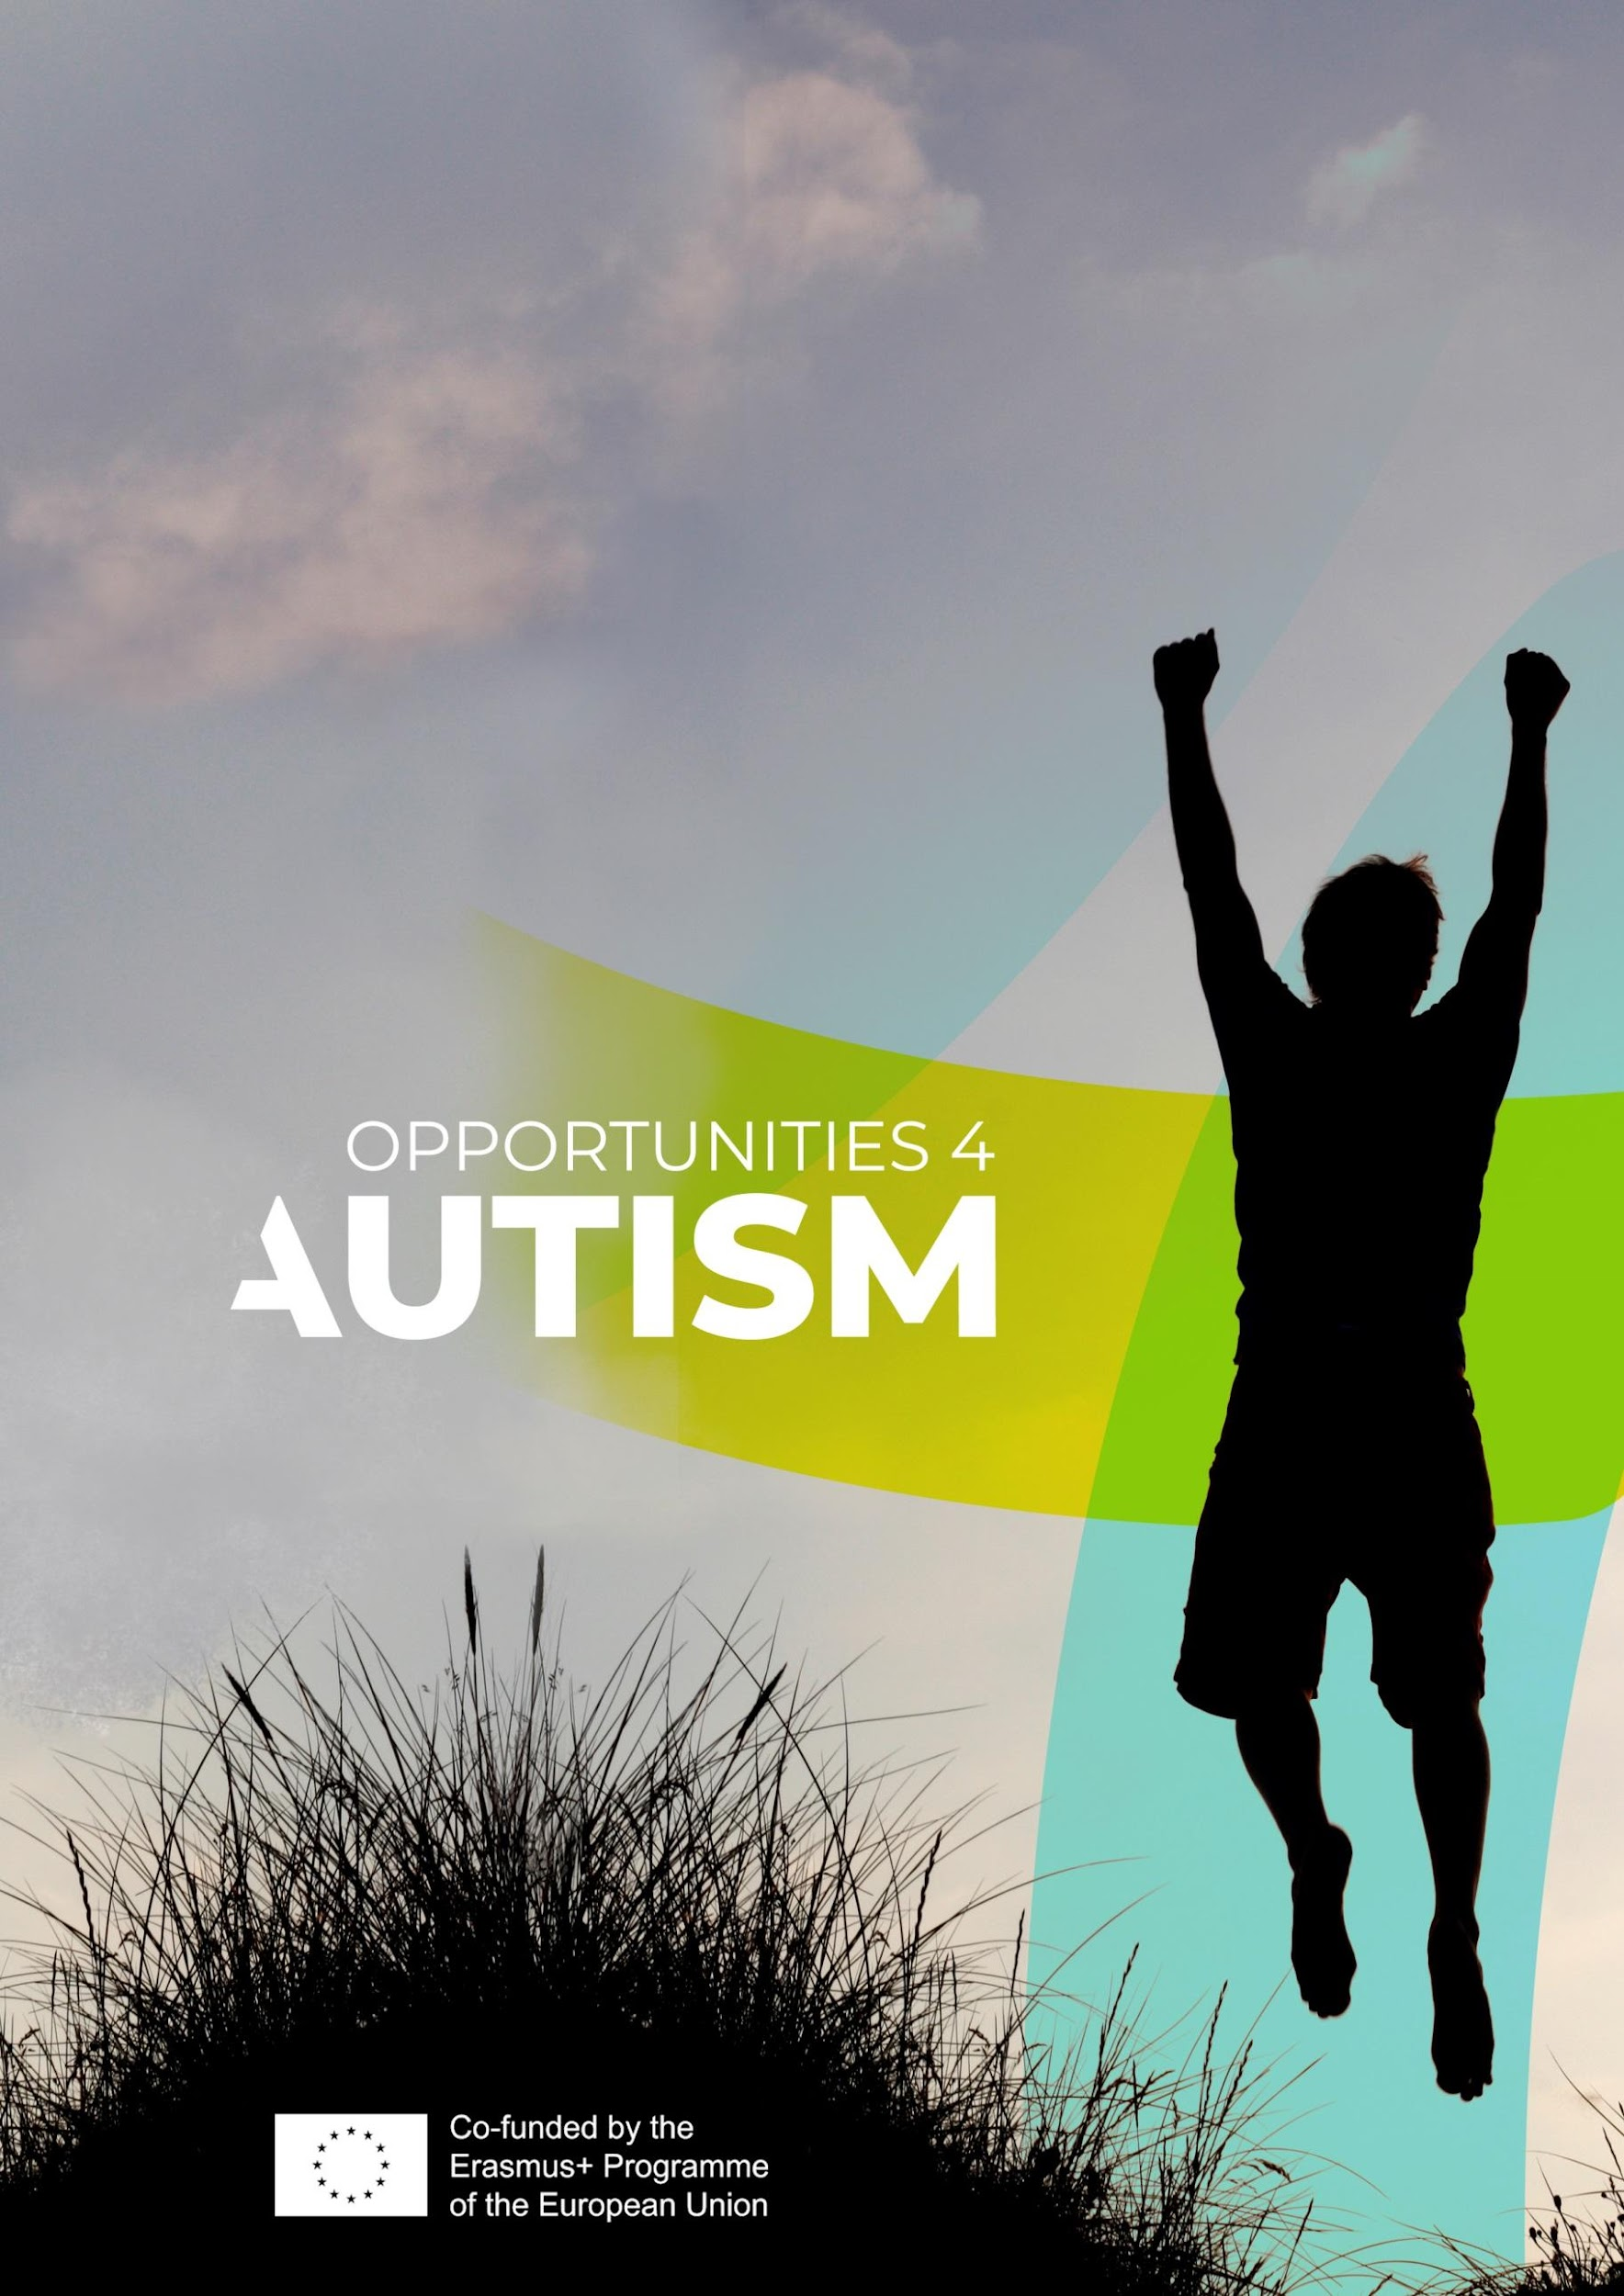 OPPORTUNITIES 4
AUTISM
Co-funded by the
Erasmus+ Programme
of the European Union